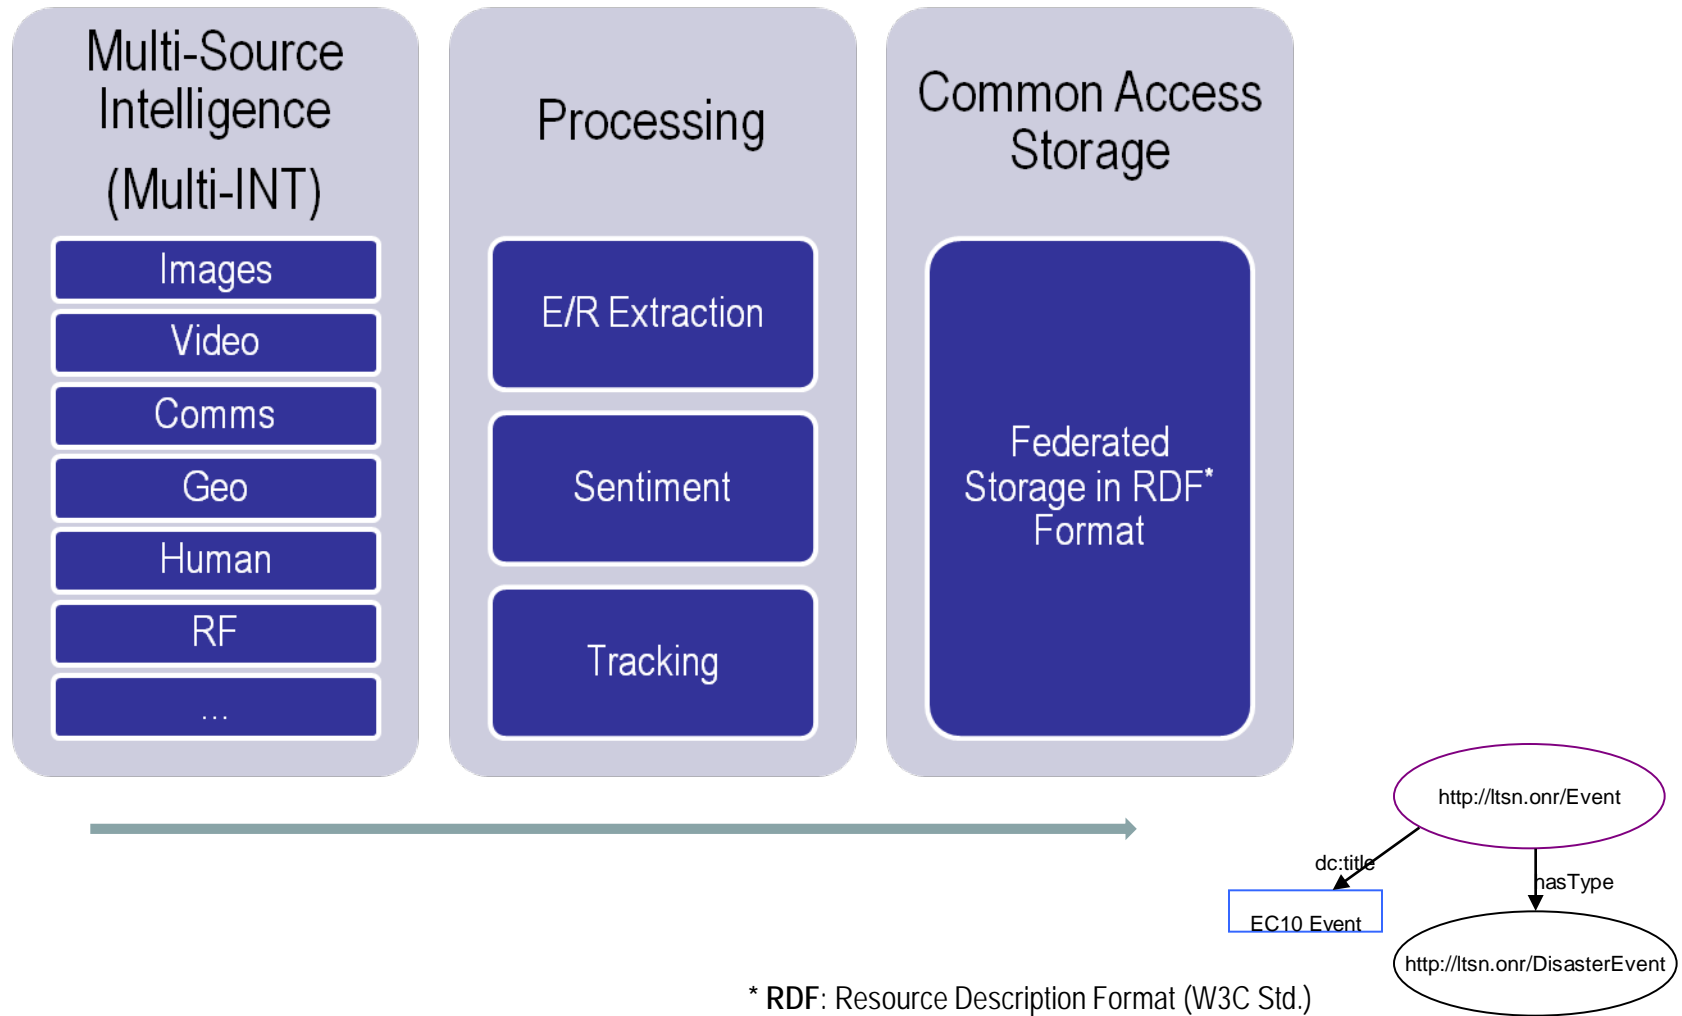 Multi-Source
Intelligence
(Multi-INT)
Images
Video
Comms
Geo
Human
RF
...
Processing
E/R Extraction
Sentiment
Tracking
Common Access
Storage
Federated
Storage in RDF*
Format
http://ltsn.onr/Event
dc:title
hasType
EC10 Event
http://ltsn.onr/DisasterEvent
* RDF: Resource Description Format (W3C Std.)